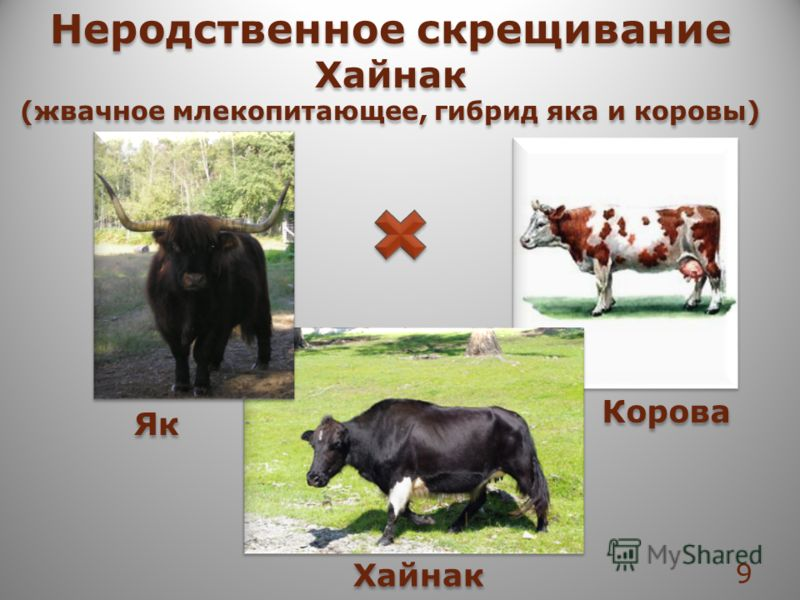 Неродственное скрещивание
Хайнак
(жвачное млекопитающее, гибрид яка и коровы)
Як
Корова
Хайнак
MyShared
9